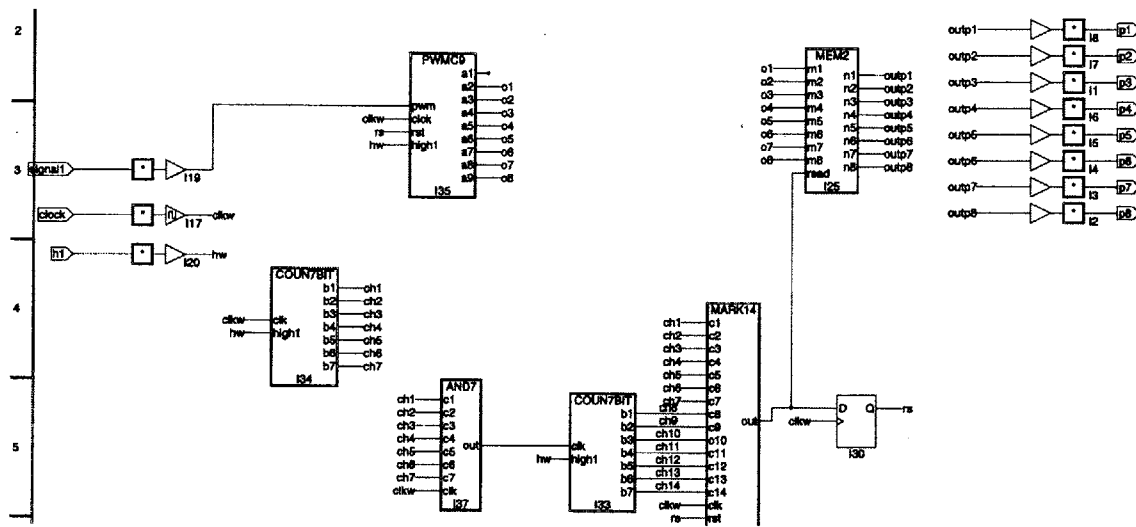 2
3
4
5
signal1
I19
clock
I17
clkw
h1
I20
hw
PWMC9
pwm
clkw
clok
rs
rst
hw
high1
a1
a2 o1
a3 o2
a4 o3
a5 o4
a6 o5
a7 o6
a8 o7
a9 o8
I35
MEM2
o1 m1
o2 m2
o3 m3
o4 m4
o5 m5
o6 m6
o7 m7
o8 m8
read
n1 outp1
n2 outp2
n3 outp3
n4 outp4
n5 outp5
n6 outp6
n7 outp7
n8 outp8
I25
outp1 I8 p1
outp2 I7 p2
outp3 I1 p3
outp4 I6 p4
outp5 I5 p5
outp6 I4 p6
outp7 I3 p7
outp8 I2 p8
COUN7BIT
clkw clk
hw high1
b1 ch1
b2 ch2
b3 ch3
b4 ch4
b5 ch5
b6 ch6
b7 ch7
I34
AND7
ch1 c1
ch2 c2
ch3 c3
ch4 c4
ch5 c5
ch6 c6
ch7 c7
clkw clk
out
I37
COUN7BIT
clk
hw high1
b1 ch8
b2 ch9
b3 ch10
b4 ch11
b5 ch12
b6 ch13
b7 ch14
I33
MARK14
ch1 c1
ch2 c2
ch3 c3
ch4 c4
ch5 c5
ch6 c6
ch7 c7
c8
c9
c10
c11
c12
c13
c14
clkw clk
rs rst
out
D Q rs
clkw
I30